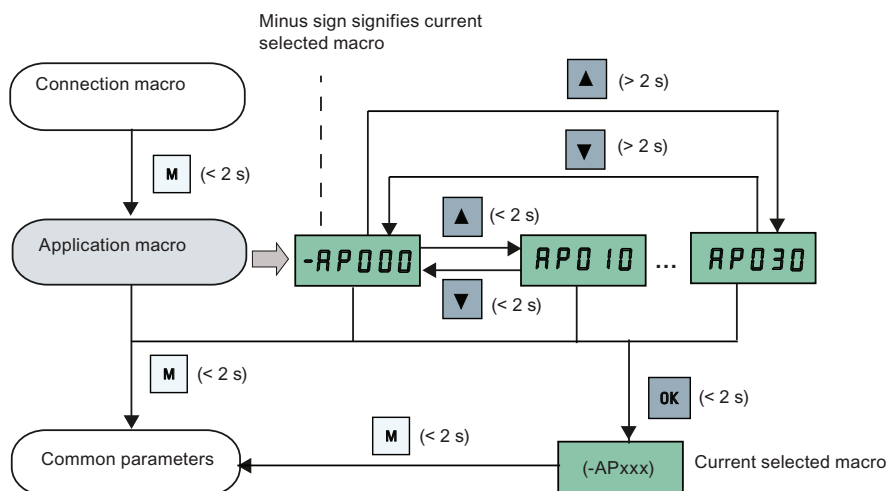 Minus sign signifies current
selected macro
Connection macro
▲ (> 2 s)
▼ (> 2 s)
M (< 2 s)
▲ (< 2 s)
Application macro
-AP000
AP010
...
AP030
▼ (< 2 s)
M (< 2 s)
OK (< 2 s)
M (< 2 s)
Common parameters
(-APxxx)
Current selected macro